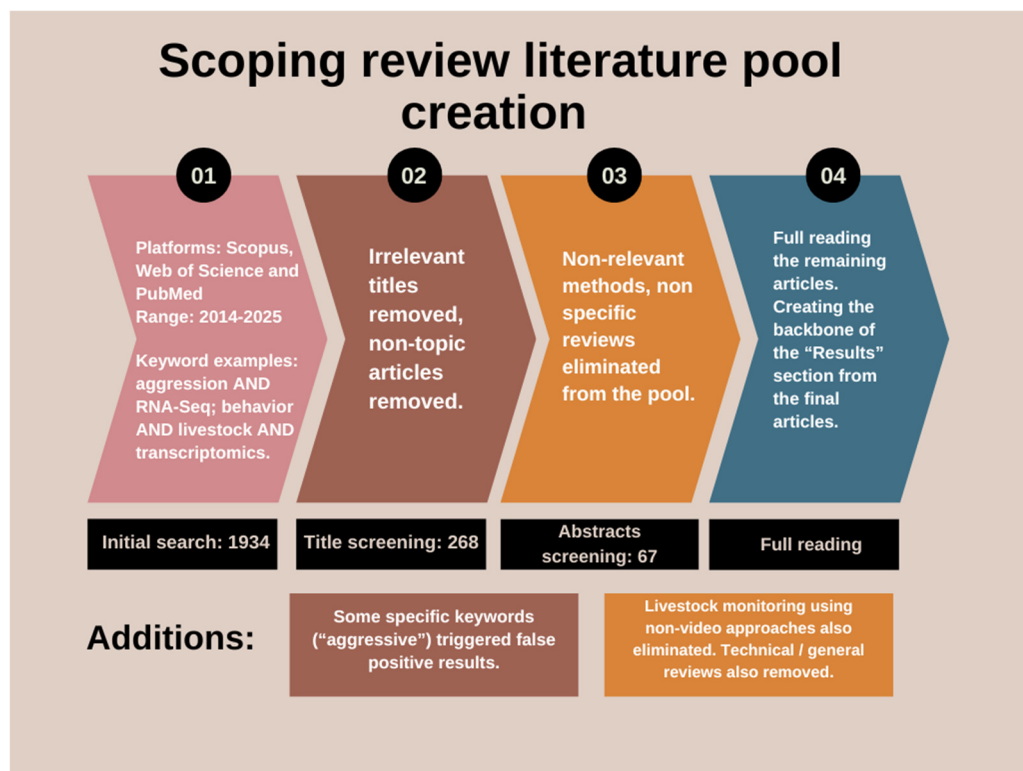 Scoping review literature pool
creation
01
Platforms: Scopus,
Web of Science and
PubMed
Range: 2014-2025
Keyword examples:
aggression AND
RNA-Seq; behavior
AND livestock AND
transcriptomics.
Initial search: 1934
02
Irrelevant
titles
removed,
non-topic
articles
removed.
Title screening: 268
03
Non-relevant
methods, non
specific
reviews
eliminated
from the pool.
Abstracts
screening: 67
04
Full reading
the remaining
articles.
Creating the
backbone of
the “Results”
section from
the final
articles.
Full reading
Additions:
Some specific keywords
(“aggressive”) triggered false
positive results.
Livestock monitoring using
non-video approaches also
eliminated. Technical / general
reviews also removed.